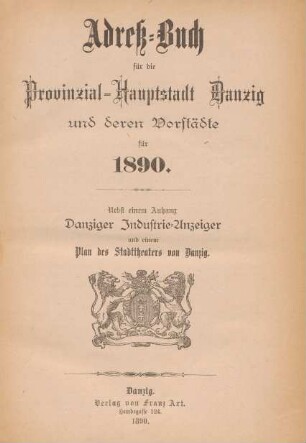 Adreß-Buch
für die
Provinzial-Hauptstadt Danzig
und deren Vorstädte
für
1890.
Nebst einem Anhang
Danziger Industrie-Anzeiger
und einem
Plan des Stadttheaters von Danzig.
Danzig.
Verlag von Franz Axt.
Hundegasse
1890.